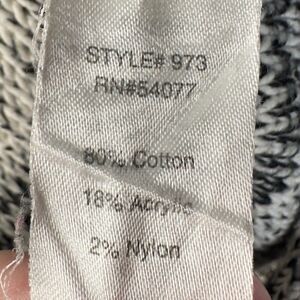 STYLE# 973
RN#54077
80% Cotton
18% Acrylic
2% Nylon